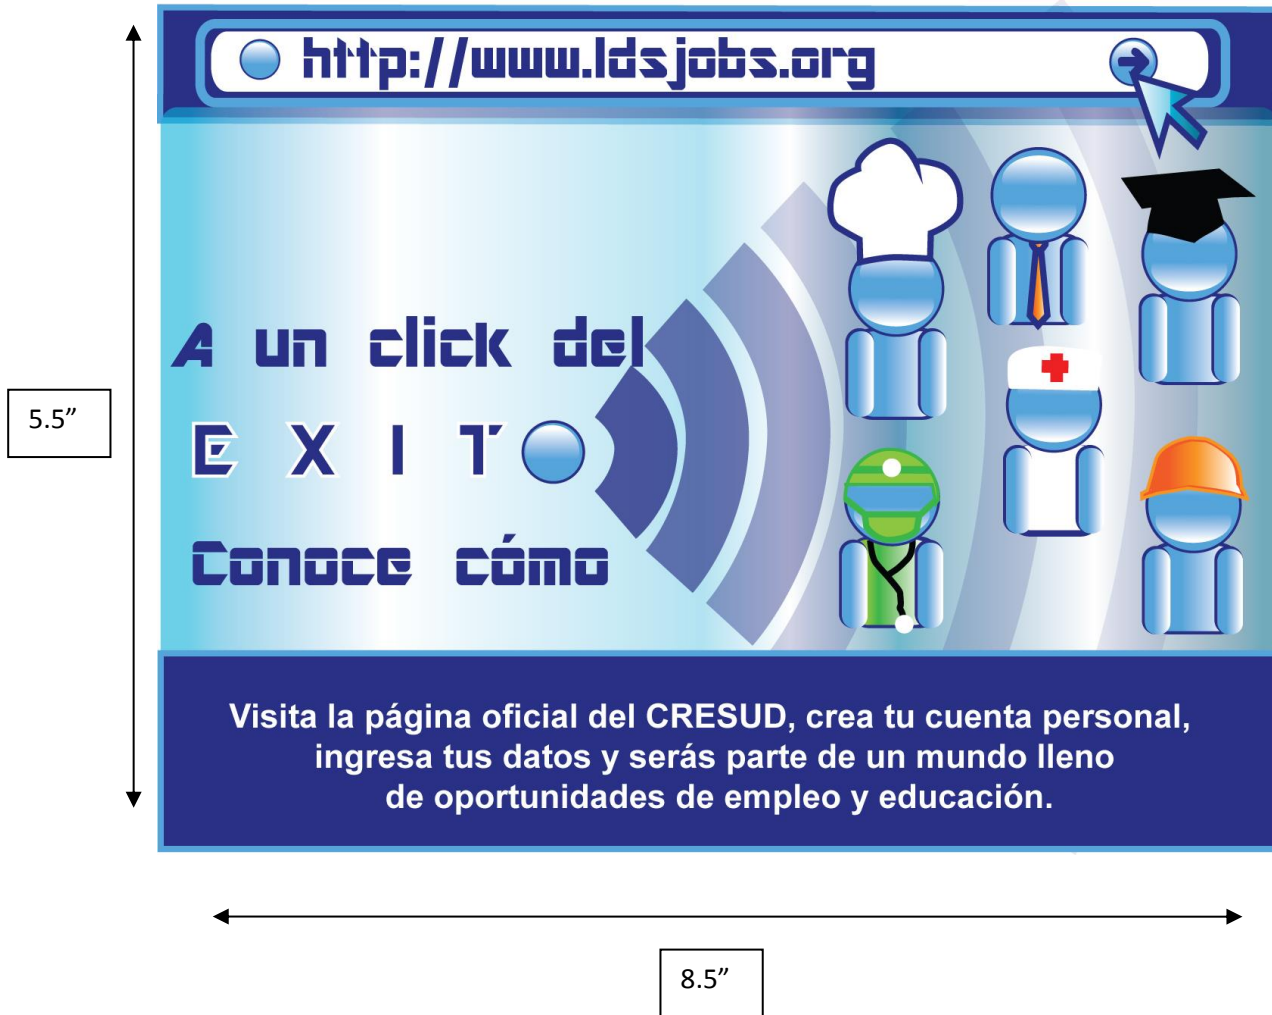 http://www.ldsjobs.org
A un click del
EXITO
Conoce cómo
5.5”
Visita la página oficial del CRESUD, crea tu cuenta personal,
ingresa tus datos y serás parte de un mundo lleno
de oportunidades de empleo y educación.
8.5”